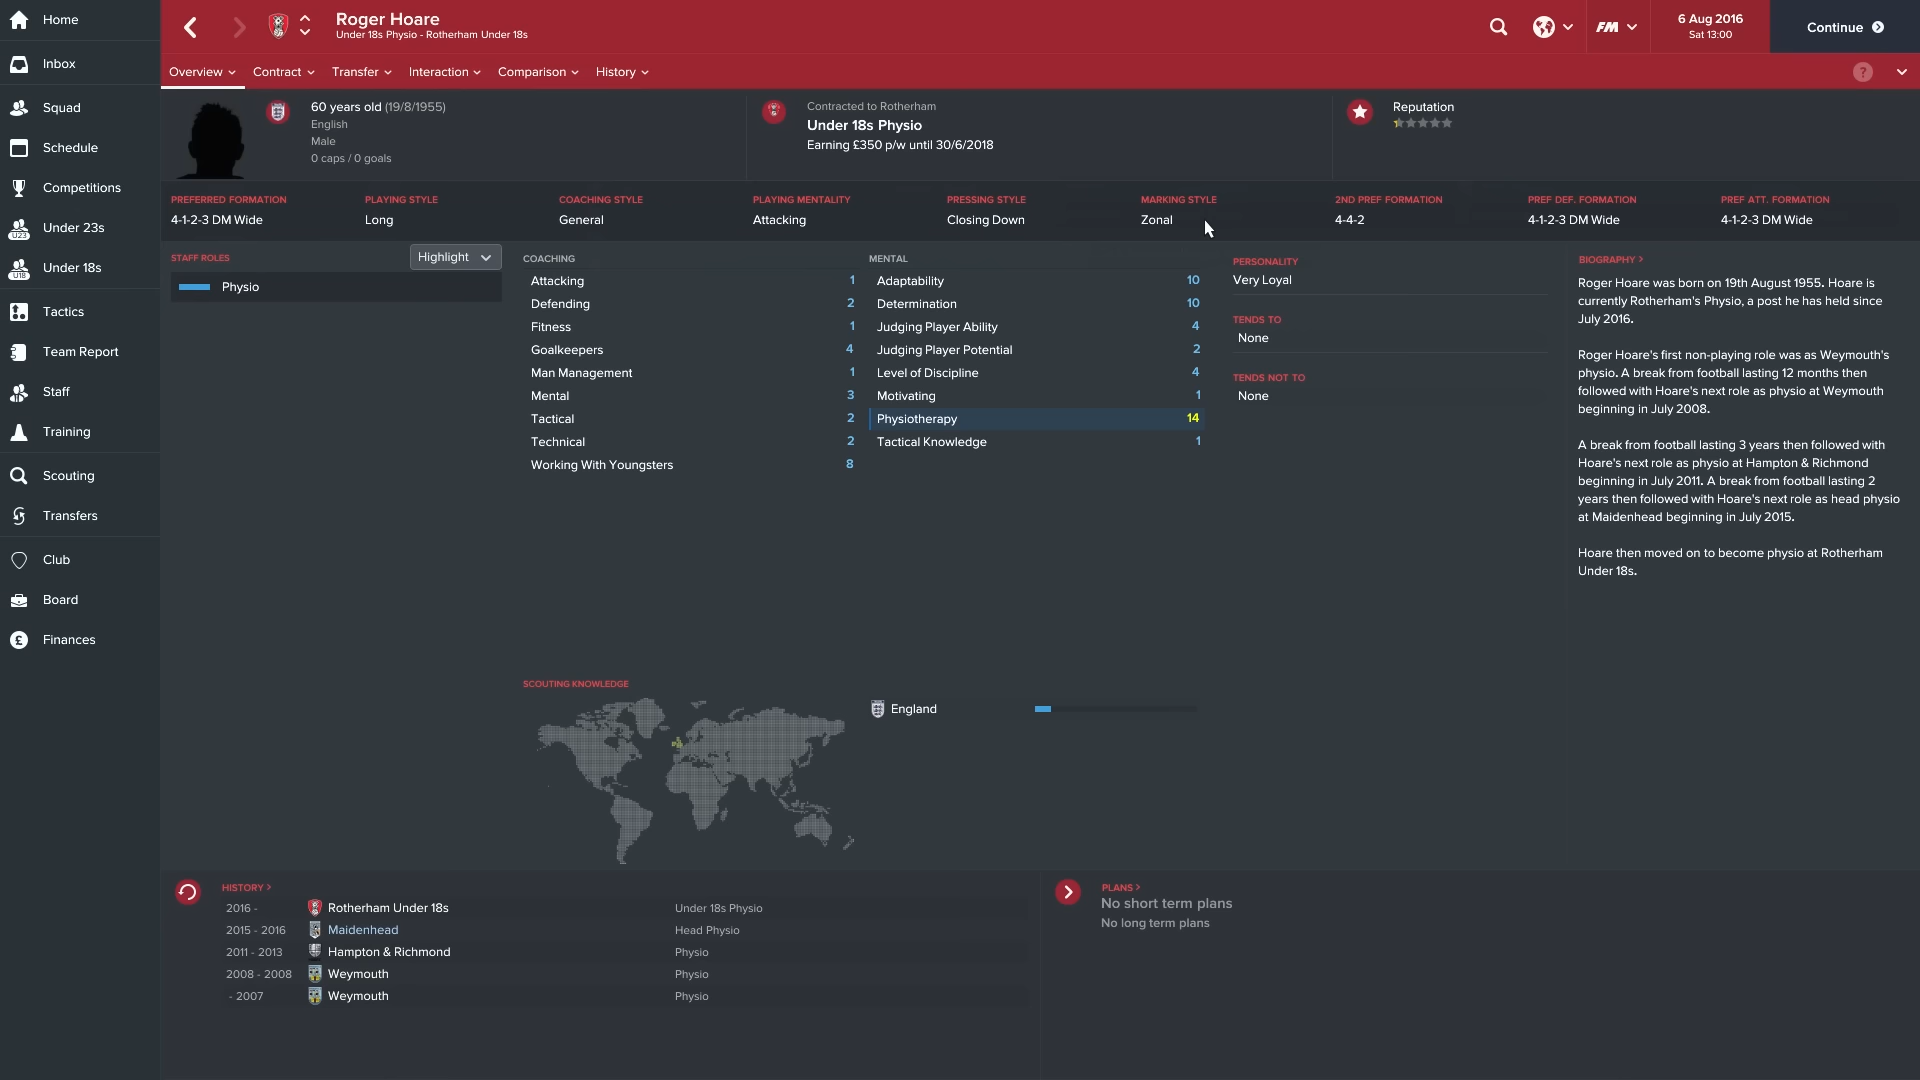 Home
Inbox
Squad
Schedule
Competitions
U23
Under 23s
U18
Under 18s
Tactics
Team Report
Staff
Training
Scouting
Transfers
Club
Board
£
Finances
Roger Hoare
Under 18s Physio - Rotherham Under 18s
FM
6 Aug 2016
Sat 13:00
Continue
Overview
Contract
Transfer
Interaction
Comparison
History
?
60 years old (19/8/1955)
English
Male
0 caps / 0 goals
Contracted to Rotherham
Under 18s Physio
Earning £350 p/w until 30/6/2018
Reputation
PREFERRED FORMATION
4-1-2-3 DM Wide
PLAYING STYLE
Long
COACHING STYLE
General
PLAYING MENTALITY
Attacking
PRESSING STYLE
Closing Down
MARKING STYLE
Zonal
2ND PREF FORMATION
4-4-2
PREF DEF. FORMATION
4-1-2-3 DM Wide
PREF ATT. FORMATION
4-1-2-3 DM Wide
STAFF ROLES
Highlight
Physio
COACHING
Attacking 1
Defending 2
Fitness 1
Goalkeepers 4
Man Management 1
Mental 3
Tactical 2
Technical 2
Working With Youngsters 8
MENTAL
Adaptability 10
Determination 10
Judging Player Ability 4
Judging Player Potential 2
Level of Discipline 4
Motivating 1
Physiotherapy 14
Tactical Knowledge 1
PERSONALITY
Very Loyal
TENDS TO
None
TENDS NOT TO
None
BIOGRAPHY >
Roger Hoare was born on 19th August 1955. Hoare is
currently Rotherham's Physio, a post he has held since
July 2016.
Roger Hoare's first non-playing role was as Weymouth's
physio. A break from football lasting 12 months then
followed with Hoare's next role as physio at Weymouth
beginning in July 2008.
A break from football lasting 3 years then followed with
Hoare's next role as physio at Hampton & Richmond
beginning in July 2011. A break from football lasting 2
years then followed with Hoare's next role as head physio
at Maidenhead beginning in July 2015.
Hoare then moved on to become physio at Rotherham
Under 18s.
SCOUTING KNOWLEDGE
England
HISTORY >
2016 - Rotherham Under 18s Under 18s Physio
2015 - 2016 Maidenhead Head Physio
2011 - 2013 Hampton & Richmond Physio
2008 - 2008 Weymouth Physio
- 2007 Weymouth Physio
PLANS >
No short term plans
No long term plans